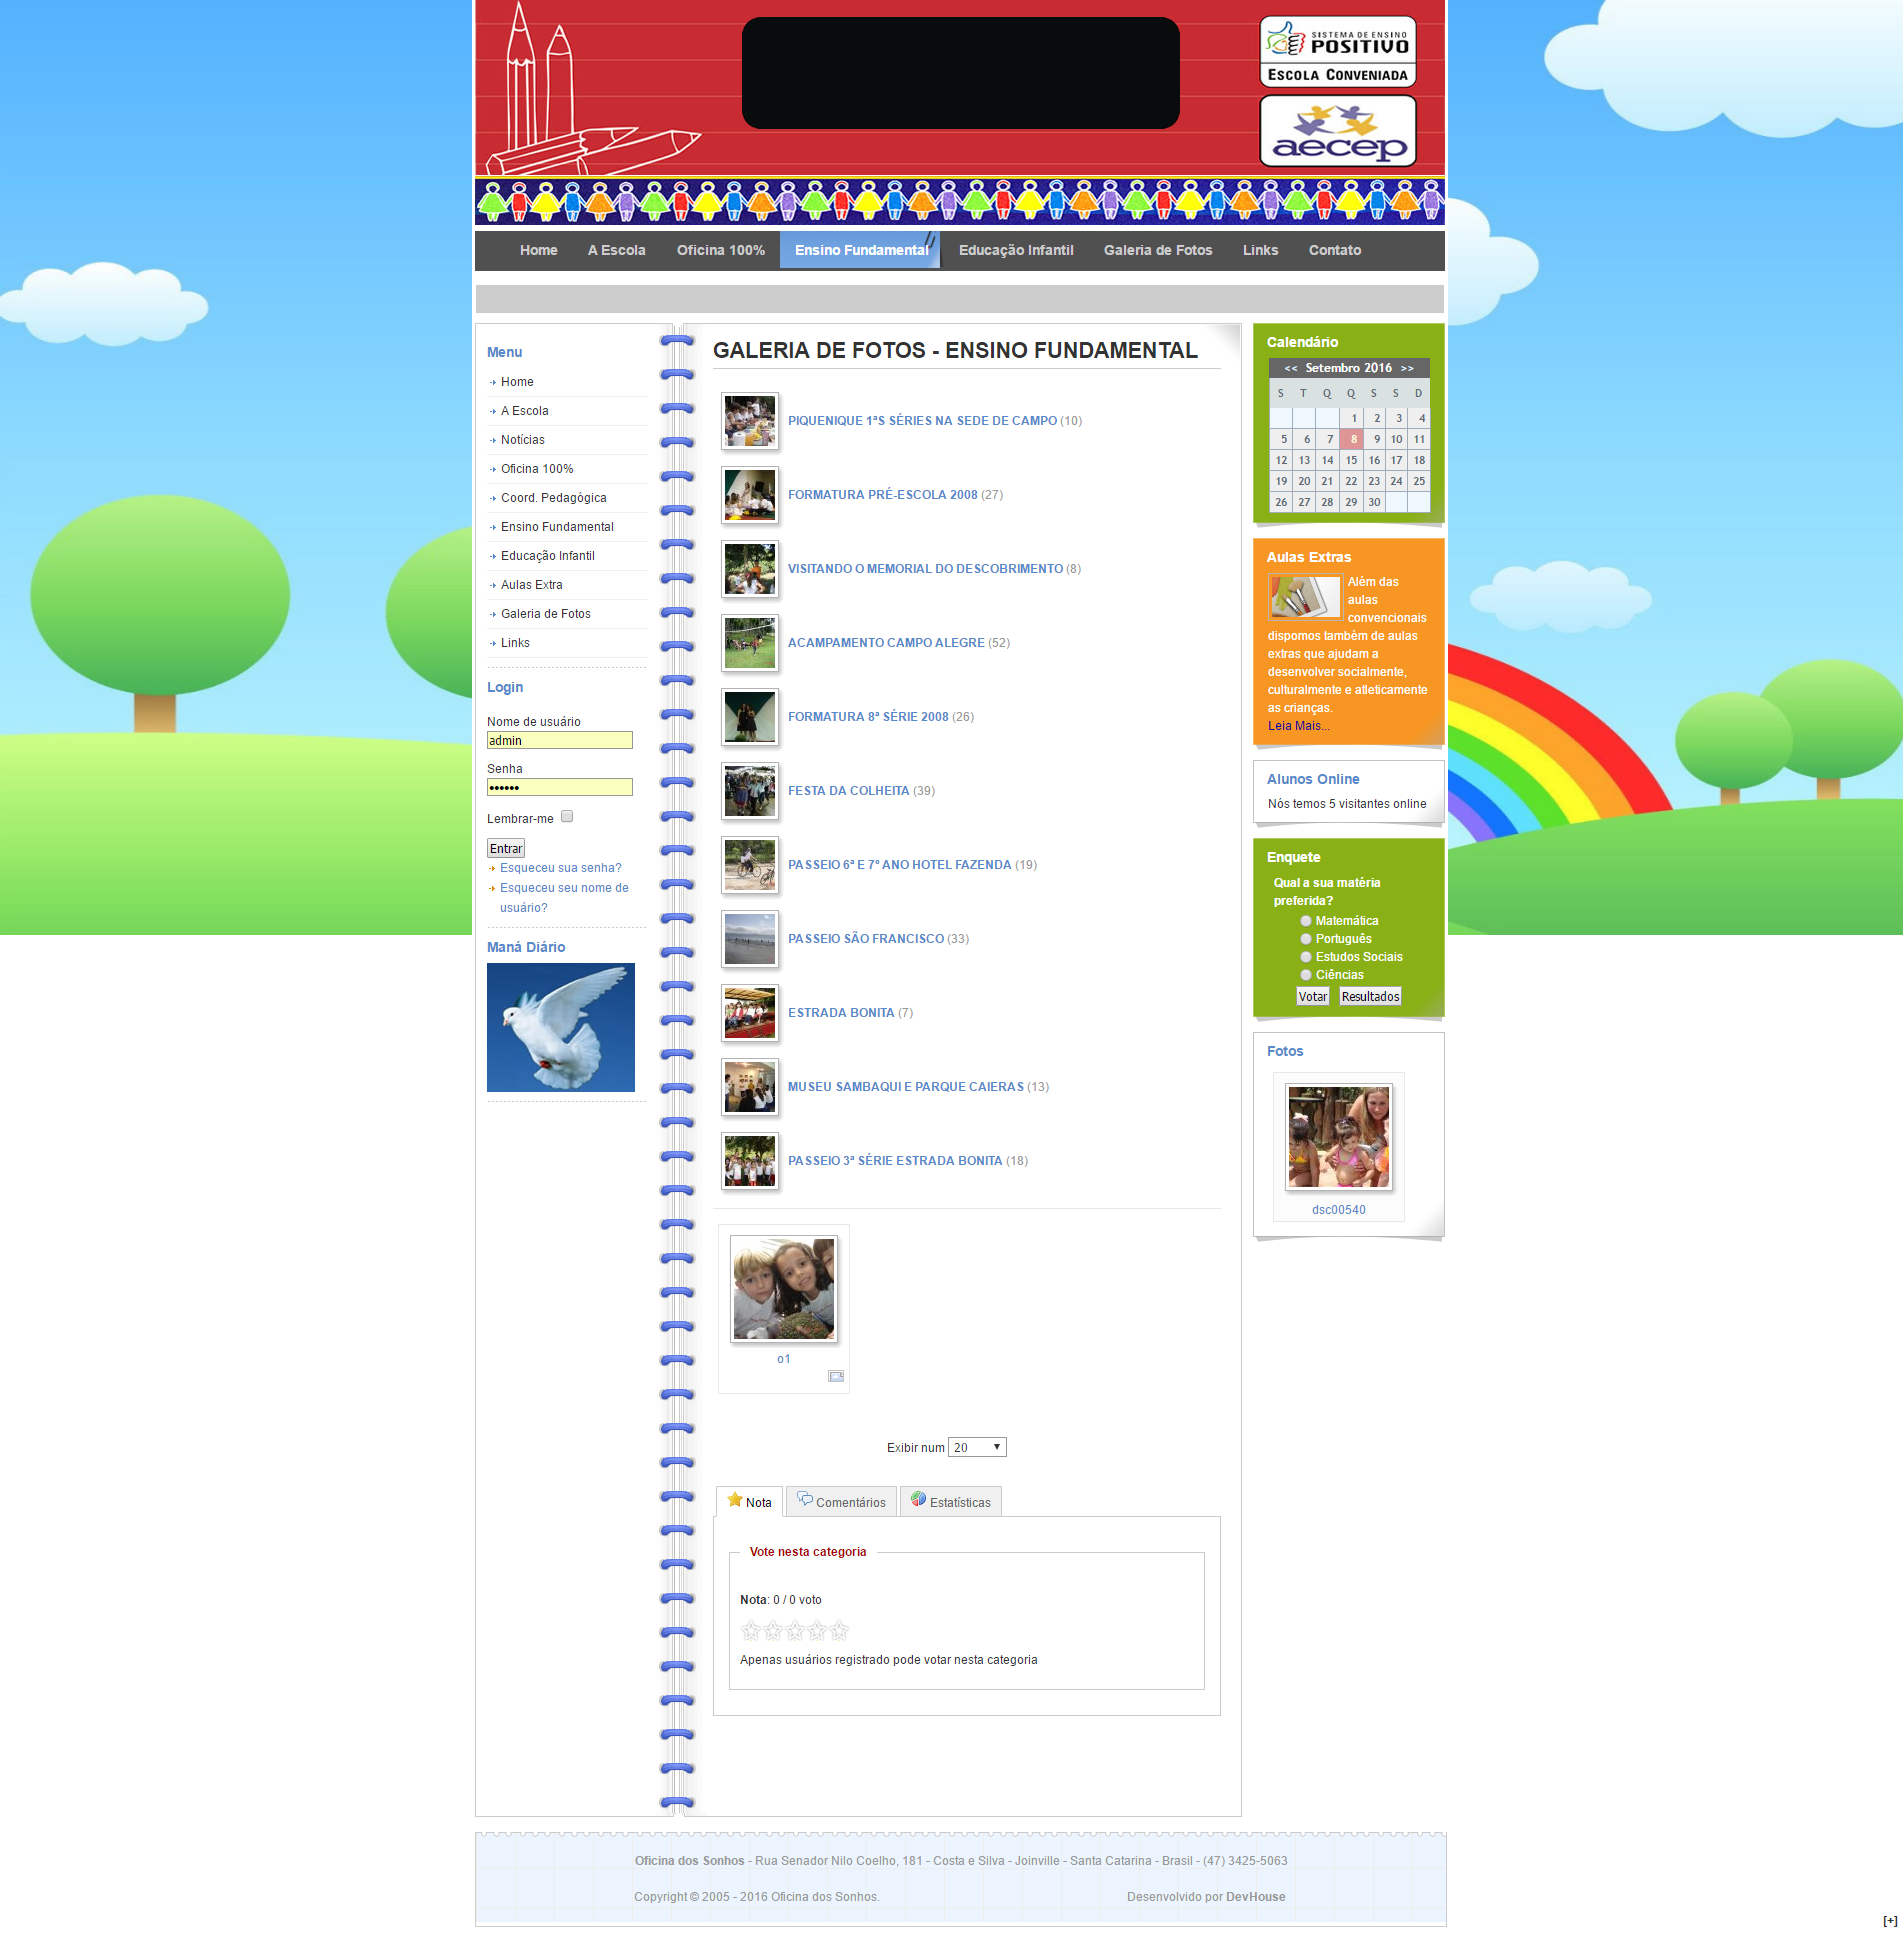 SISTEMA DE ENSINO
POSITIVO
ESCOLA CONVENIADA
aecep
Home A Escola Oficina 100% Ensino Fundamental Educação Infantil Galeria de Fotos Links Contato
Menu
Home
A Escola
Notícias
Oficina 100%
Coord. Pedagógica
Ensino Fundamental
Educação Infantil
Aulas Extra
Galeria de Fotos
Links
Login
Nome de usuário
admin
Senha
••••••
Lembrar-me
Entrar
Esqueceu sua senha?
Esqueceu seu nome de
usuário?
Maná Diário
GALERIA DE FOTOS - ENSINO FUNDAMENTAL
PIQUENIQUE 1ªS SÉRIES NA SEDE DE CAMPO (10)
FORMATURA PRÉ-ESCOLA 2008 (27)
VISITANDO O MEMORIAL DO DESCOBRIMENTO (8)
ACAMPAMENTO CAMPO ALEGRE (52)
FORMATURA 8ª SÉRIE 2008 (26)
FESTA DA COLHEITA (39)
PASSEIO 6ª E 7º ANO HOTEL FAZENDA (19)
PASSEIO SÃO FRANCISCO (33)
ESTRADA BONITA (7)
MUSEU SAMBAQUI E PARQUE CAIERAS (13)
PASSEIO 3ª SÉRIE ESTRADA BONITA (18)
o1
Exibir num 20
Nota Comentários Estatísticas
Vote nesta categoria
Nota: 0 / 0 voto
Apenas usuários registrado pode votar nesta categoria
Calendário
<< Setembro 2016 >>
S T Q Q S S D
1 2 3 4
5 6 7 8 9 10 11
12 13 14 15 16 17 18
19 20 21 22 23 24 25
26 27 28 29 30
Aulas Extras
Além das
aulas
convencionais
dispomos também de aulas
extras que ajudam a
desenvolver socialmente,
culturalmente e atleticamente
as crianças.
Leia Mais...
Alunos Online
Nós temos 5 visitantes online
Enquete
Qual a sua matéria
preferida?
Matemática
Português
Estudos Sociais
Ciências
Votar Resultados
Fotos
dsc00540
Oficina dos Sonhos - Rua Senador Nilo Coelho, 181 - Costa e Silva - Joinville - Santa Catarina - Brasil - (47) 3425-5063
Copyright © 2005 - 2016 Oficina dos Sonhos. Desenvolvido por DevHouse
[+]